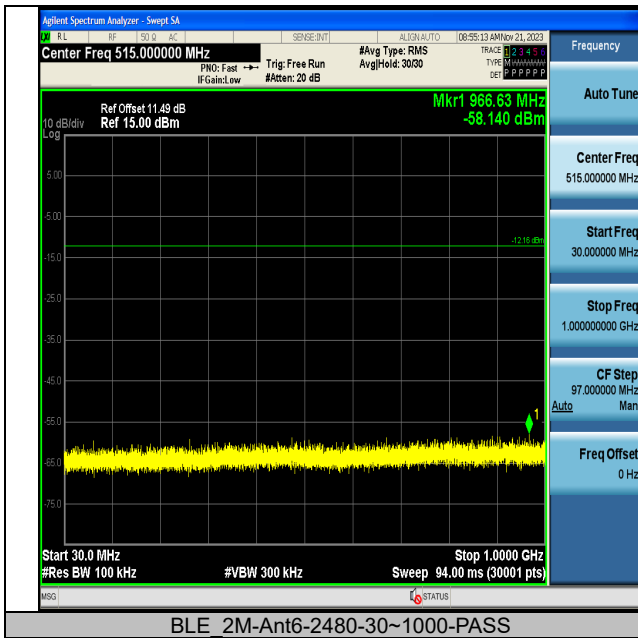 Agilent Spectrum Analyzer - Swept SA
RL RF 50 Ω AC SENSE:INT ALIGN AUTO 08:55:13 AM Nov 21, 2023
Center Freq 515.000000 MHz
PNO: Fast
IFGain:Low
Trig: Free Run
#Atten: 20 dB
#Avg Type: RMS
Avg|Hold: 30/30
TRACE 1 2 3 4 5 6
TYPE M
DET P P P P P P
Ref Offset 11.49 dB
10 dB/div Ref 15.00 dBm
Log
Mkr1 966.63 MHz
-58.140 dBm
5.00
-5.00
-12.16 dBm
-15.0
-25.0
-35.0
-45.0
-55.0
1
-65.0
-75.0
Start 30.0 MHz Stop 1.0000 GHz
#Res BW 100 kHz #VBW 300 kHz Sweep 94.00 ms (30001 pts)
MSG STATUS
Frequency
Auto Tune
Center Freq
515.000000 MHz
Start Freq
30.000000 MHz
Stop Freq
1.000000000 GHz
CF Step
97.000000 MHz
Auto Man
Freq Offset
0 Hz
BLE_2M-Ant6-2480-30~1000-PASS